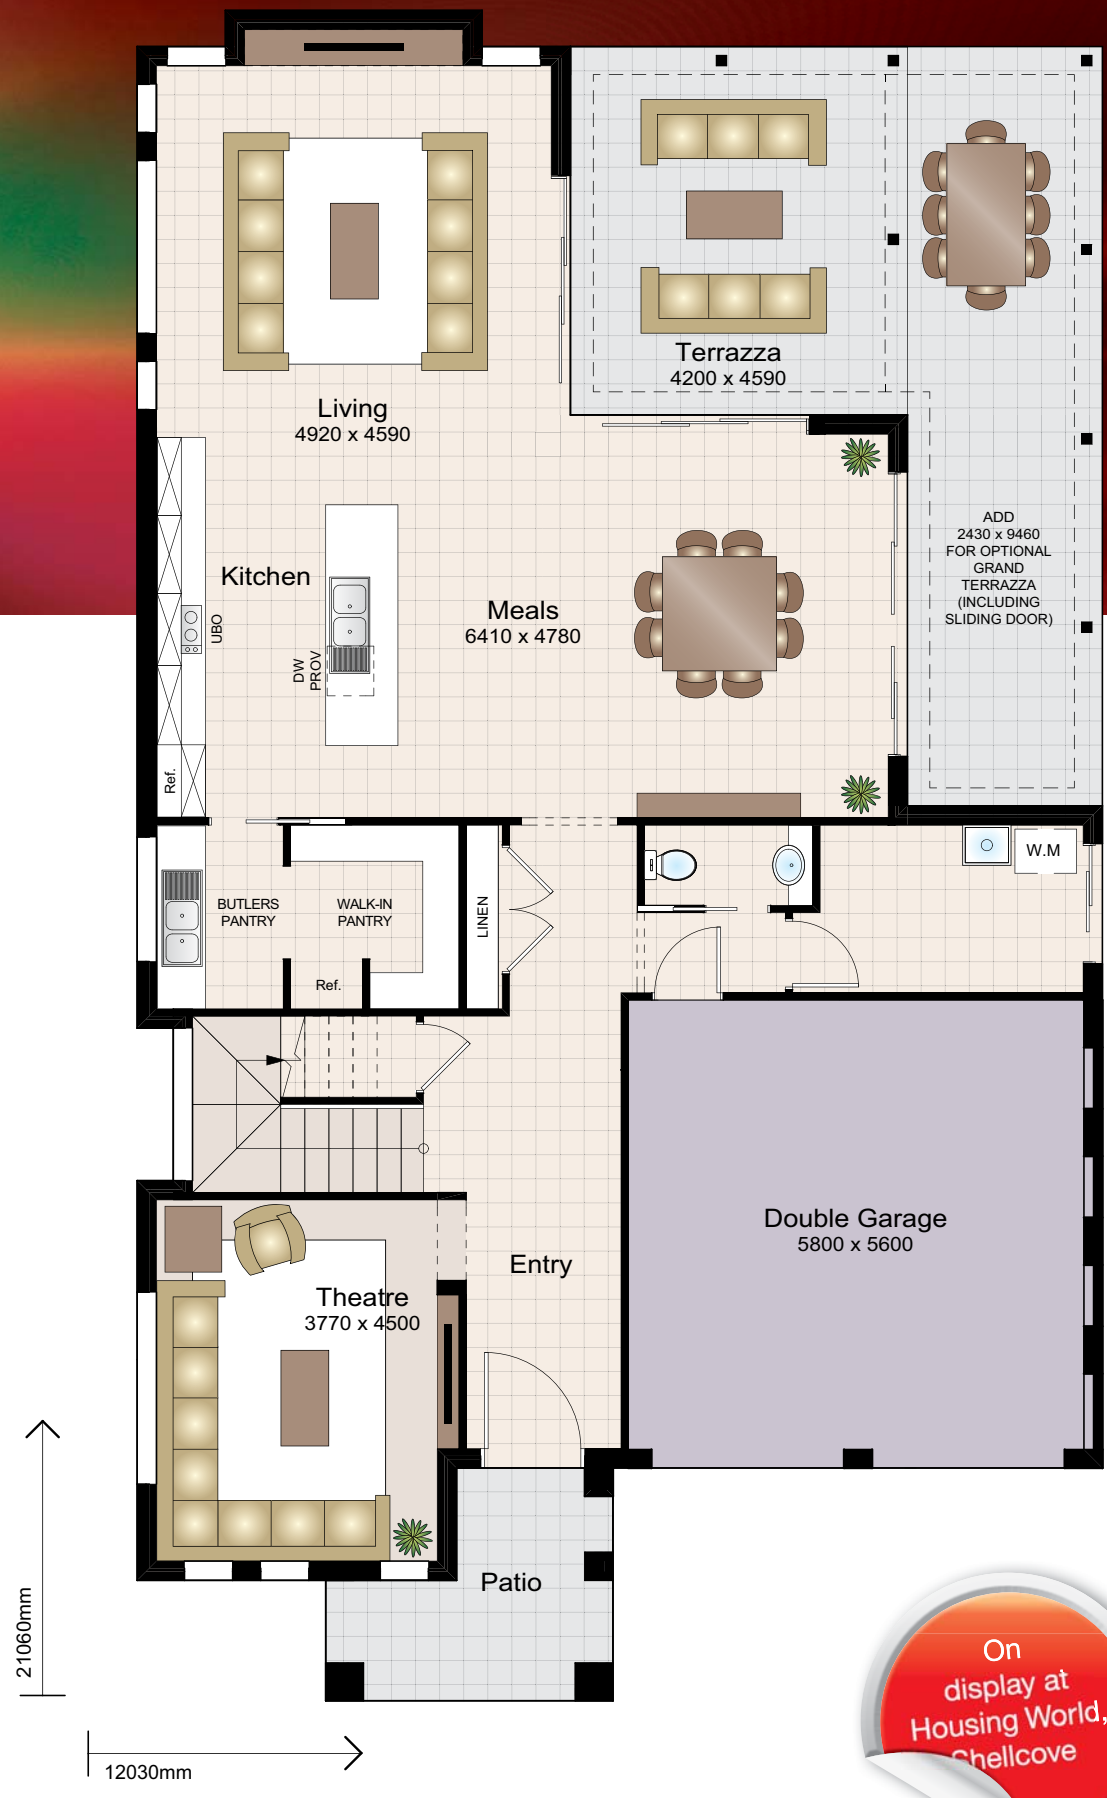 Terrazza
4200 x 4590
Living
4920 x 4590
ADD
2430 x 9460
FOR OPTIONAL
GRAND
TERRAZZA
(INCLUDING
SLIDING DOOR)
Kitchen
UBO
DW
PROV
Meals
6410 x 4780
Ref.
BUTLERS
PANTRY
WALK-IN
PANTRY
Ref.
LINEN
W.M
Double Garage
5800 x 5600
Entry
Theatre
3770 x 4500
Patio
21060mm
12030mm
On
display at
Housing World,
Shellcove